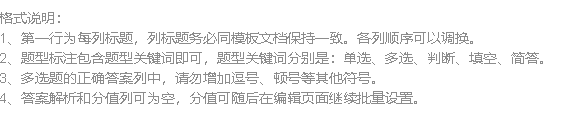 格式说明：
1、第一行为每列标题，列标题务必同模板文档保持一致。各列顺序可以调换。
2、题型标注包含题型关键词即可，题型关键词分别是：单选、多选、判断、填空、简答。
3、多选题的正确答案列中，请勿增加逗号、顿号等其他符号。
4、答案解析和分值列可为空，分值可随后在编辑页面继续批量设置。